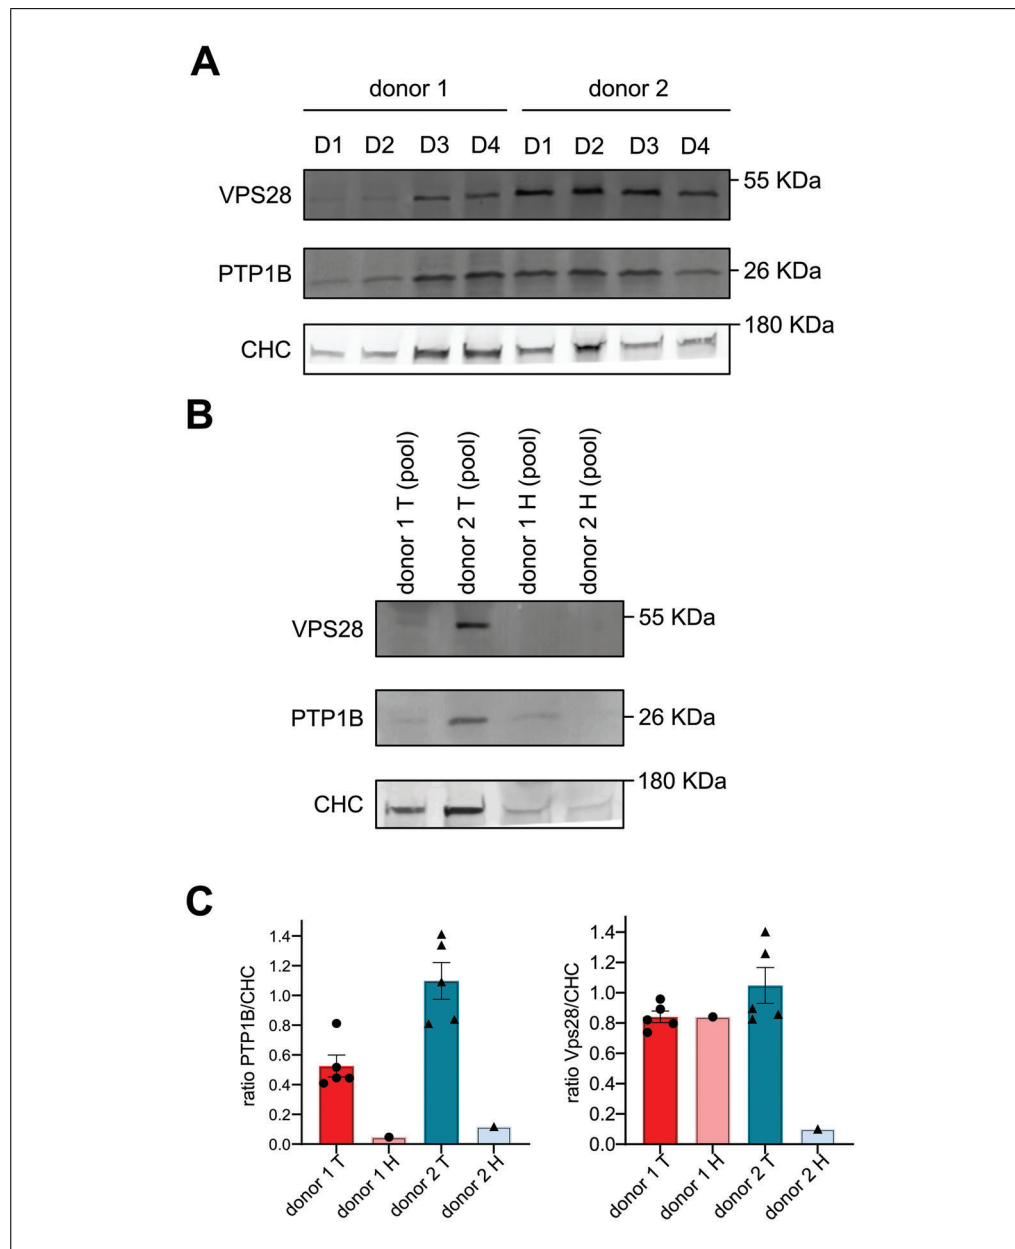 A
donor 1 donor 2
D1 D2 D3 D4 D1 D2 D3 D4
VPS28 55 KDa
PTP1B 26 KDa
CHC 180 KDa
B
donor 1 T (pool)
donor 2 T (pool)
donor 1 H (pool)
donor 2 H (pool)
VPS28 55 KDa
PTP1B 26 KDa
CHC 180 KDa
C
ratio PTP1B/CHC
1.4
1.2
1.0
0.8
0.6
0.4
0.2
0.0
donor 1 T
donor 1 H
donor 2 T
donor 2 H
ratio Vps28/CHC
1.4
1.2
1.0
0.8
0.6
0.4
0.2
0.0
donor 1 T
donor 1 H
donor 2 T
donor 2 H